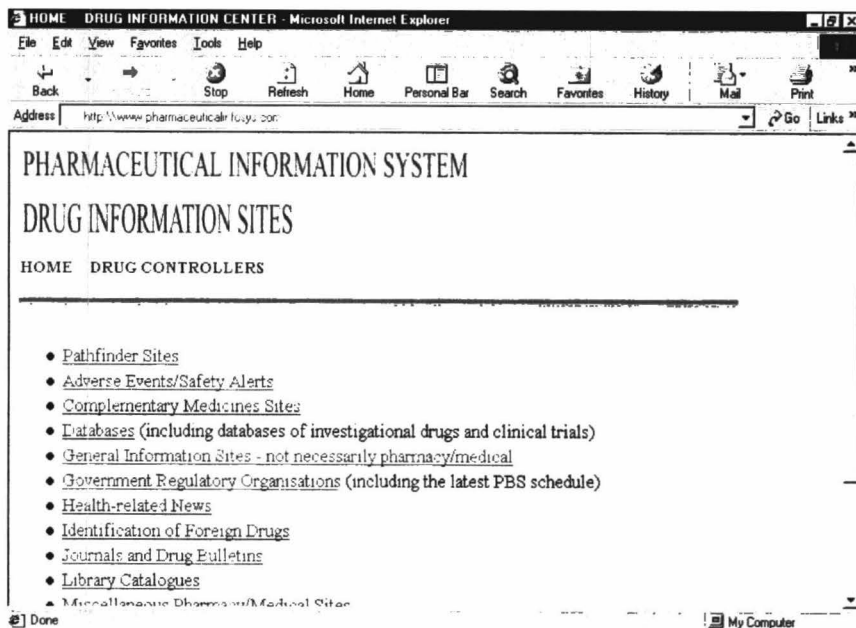 HOME DRUG INFORMATION CENTER - Microsoft Internet Explorer
File Edit View Favorites Tools Help
Back Stop Refresh Home Personal Bar Search Favorites History Mail Print
Address Go Links
PHARMACEUTICAL INFORMATION SYSTEM
DRUG INFORMATION SITES
HOME DRUG CONTROLLERS
• Pathfinder Sites
• Adverse Events/Safety Alerts
• Complementary Medicines Sites
• Databases (including databases of investigational drugs and clinical trials)
• General Information Sites - not necessarily pharmacy/medical
• Government Regulatory Organisations (including the latest PBS schedule)
• Health-related News
• Identification of Foreign Drugs
• Journals and Drug Bulletins
• Library Catalogues
• Miscellaneous Pharmacy/Medical Sites
Done My Computer